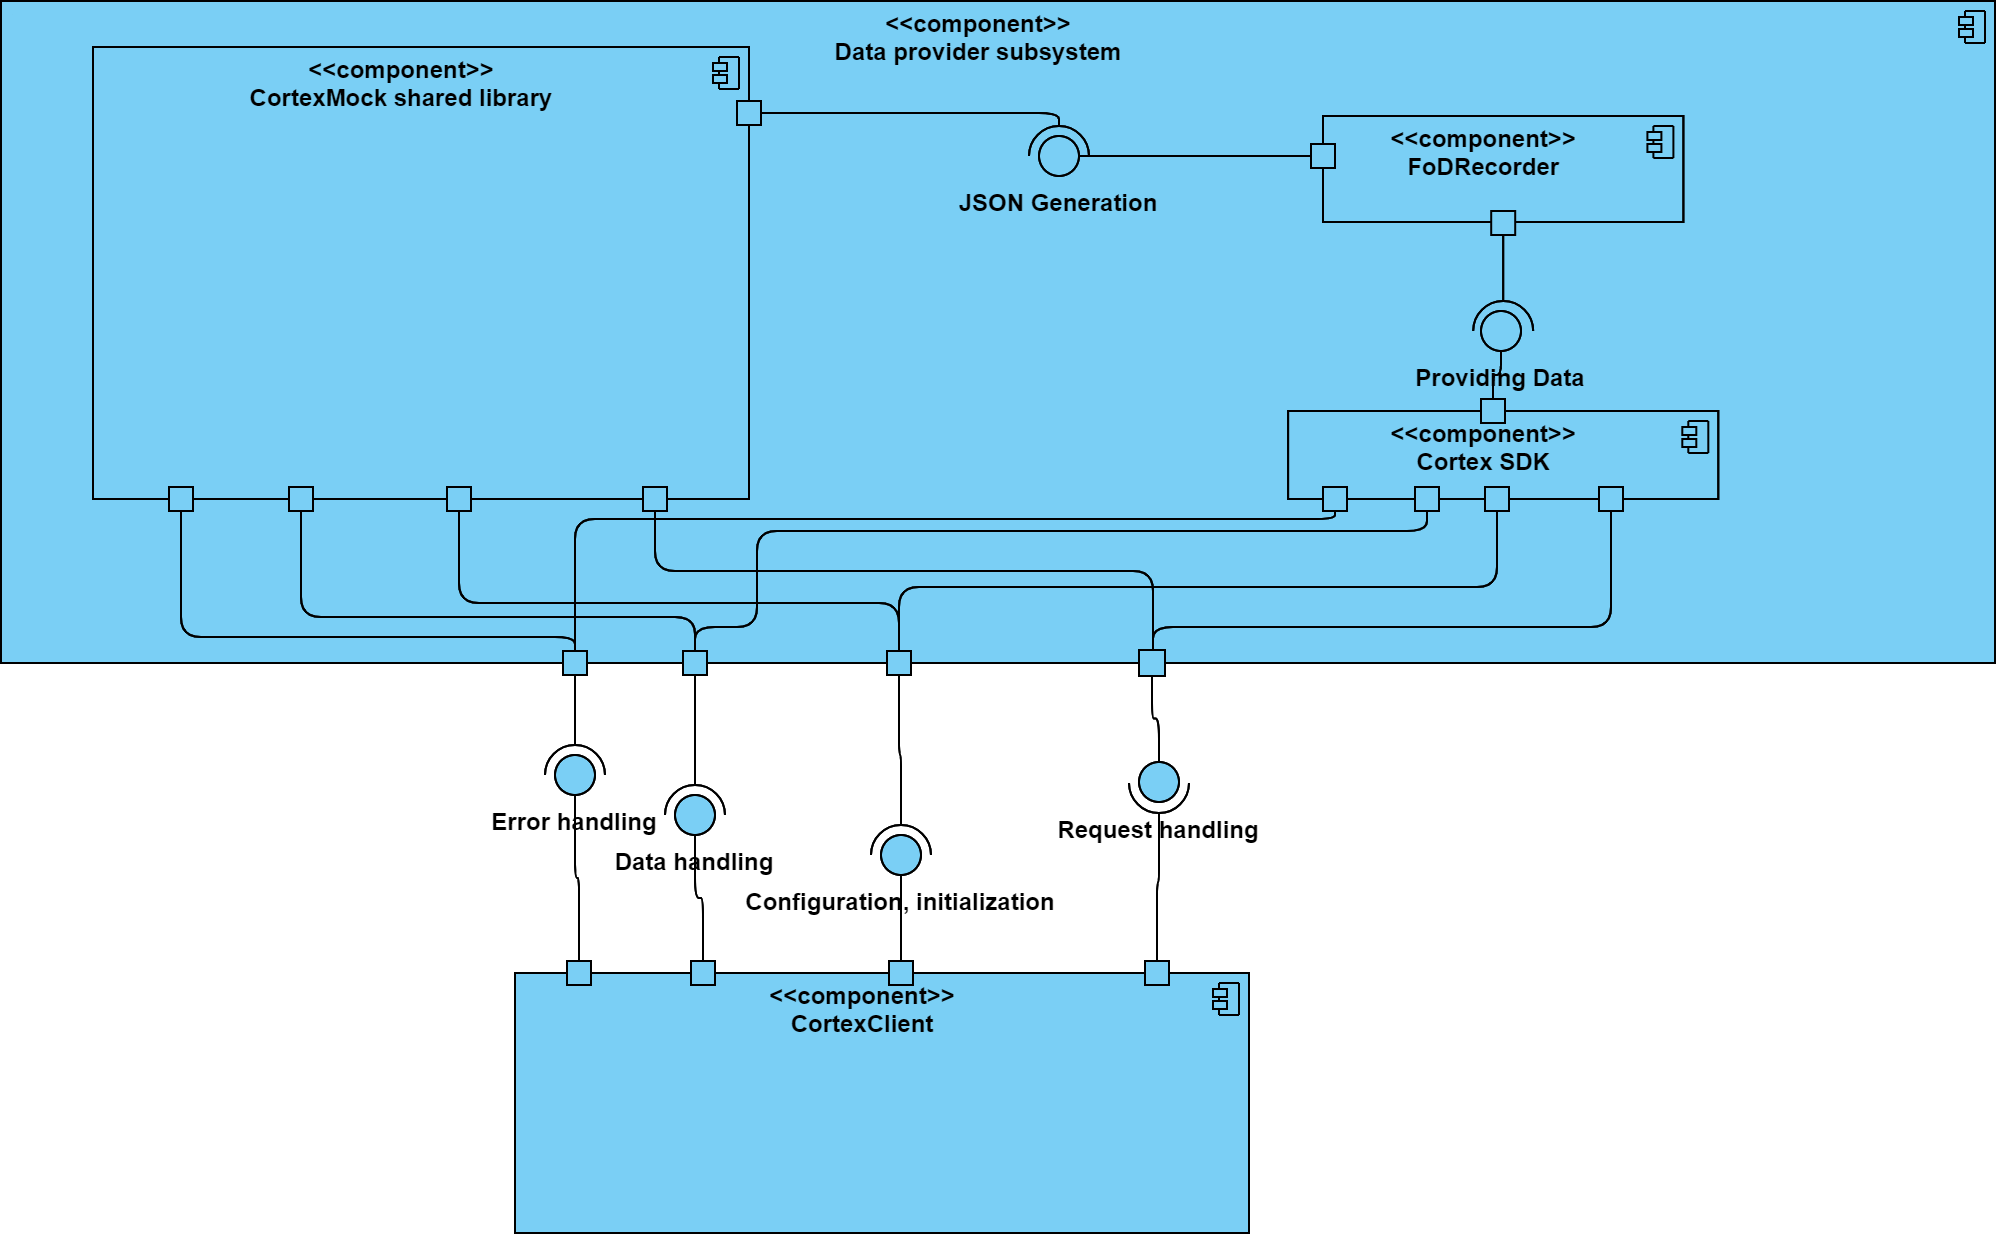 <<component>>
Data provider subsystem
<<component>>
CortexMock shared library
<<component>>
FoDRecorder
JSON Generation
Providing Data
<<component>>
Cortex SDK
Error handling
Data handling
Request handling
Configuration, initialization
<<component>>
CortexClient